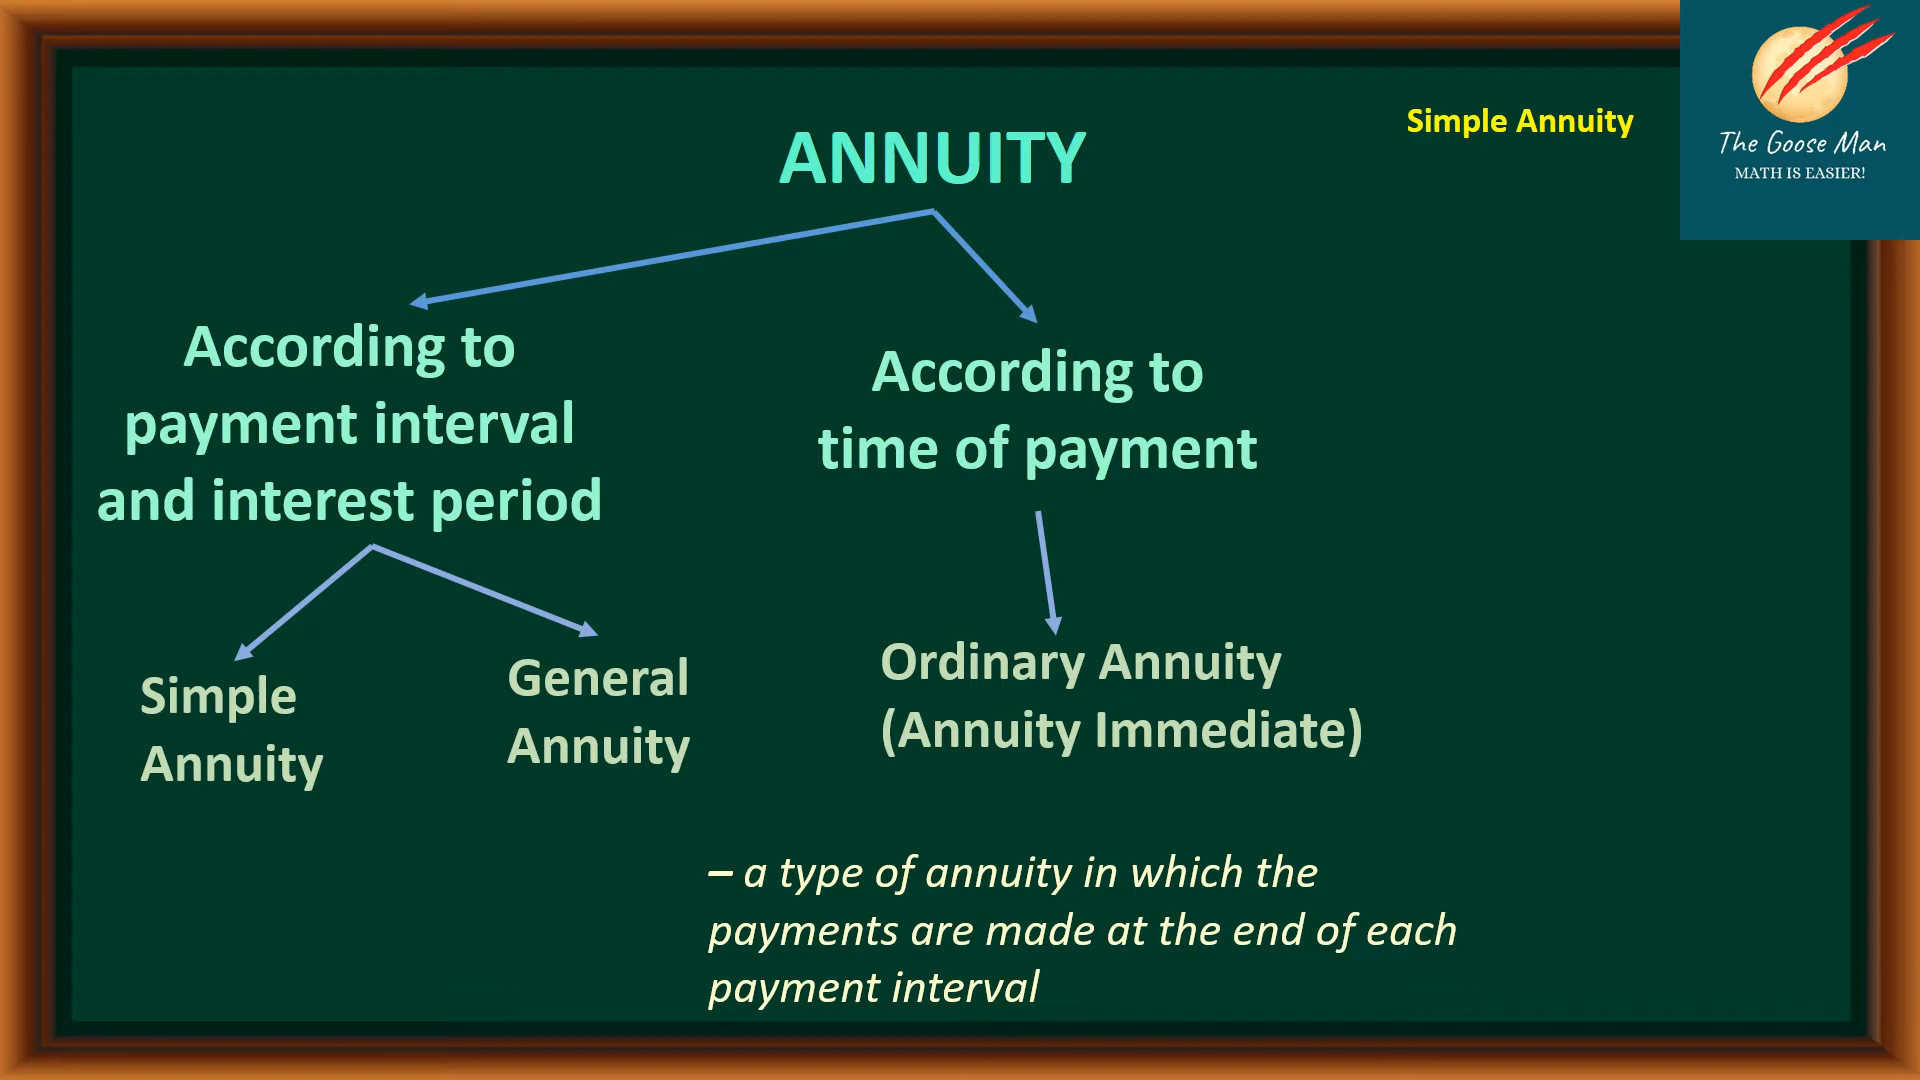 Simple Annuity
The Goose Man
MATH IS EASIER!
ANNUITY
According to
payment interval
and interest period
According to
time of payment
Simple
Annuity
General
Annuity
Ordinary Annuity
(Annuity Immediate)
– a type of annuity in which the
payments are made at the end of each
payment interval